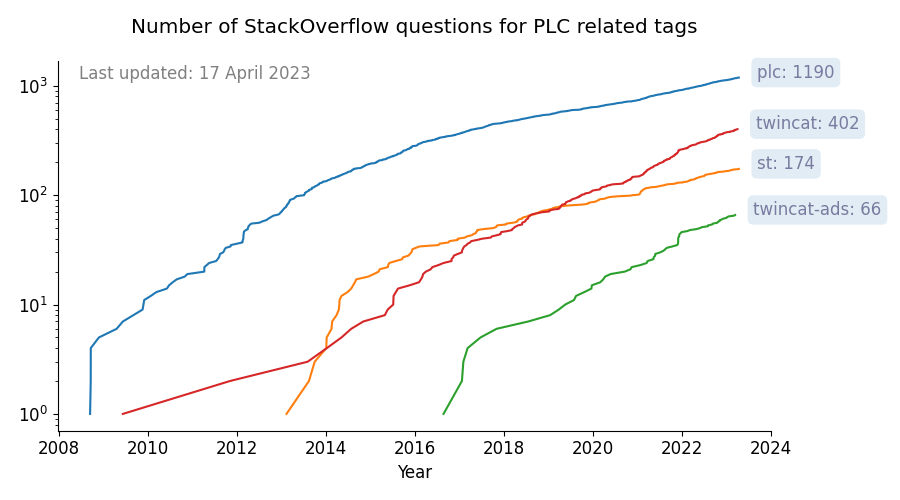 Number of StackOverflow questions for PLC related tags
Last updated: 17 April 2023
10³
10²
10¹
10⁰
plc: 1190
twincat: 402
st: 174
twincat-ads: 66
2008 2010 2012 2014 2016 2018 2020 2022 2024
Year